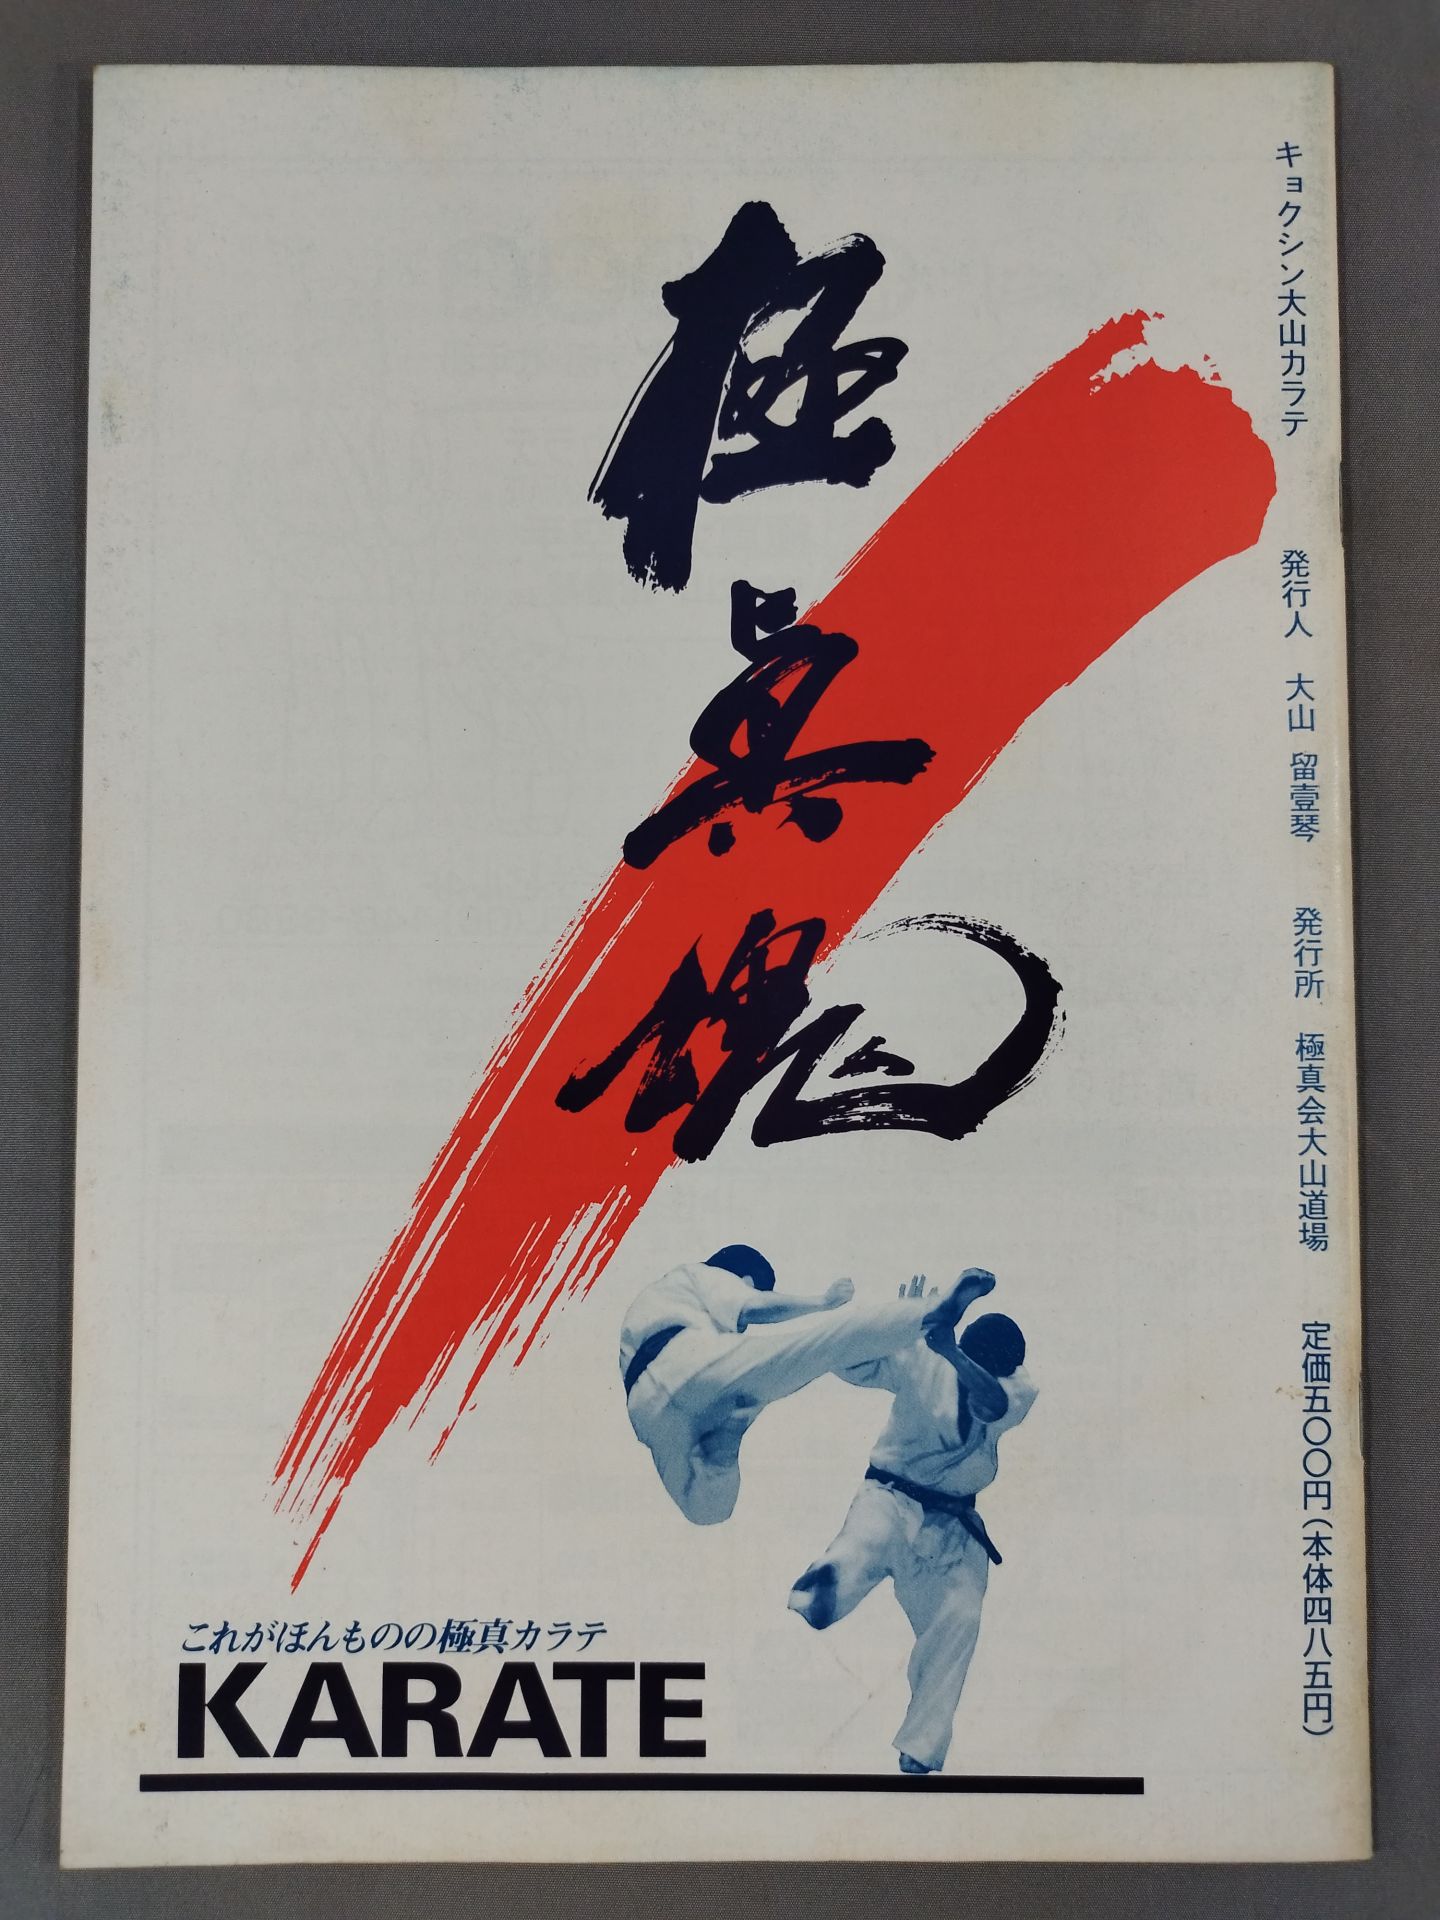 キョクシン大山カラテ　発行人　大山 留壹琴　発行所　極真会大山道場　定価五〇〇円（本体四八五円）
極
眞
魂
これがほんものの極真カラテ
KARATE